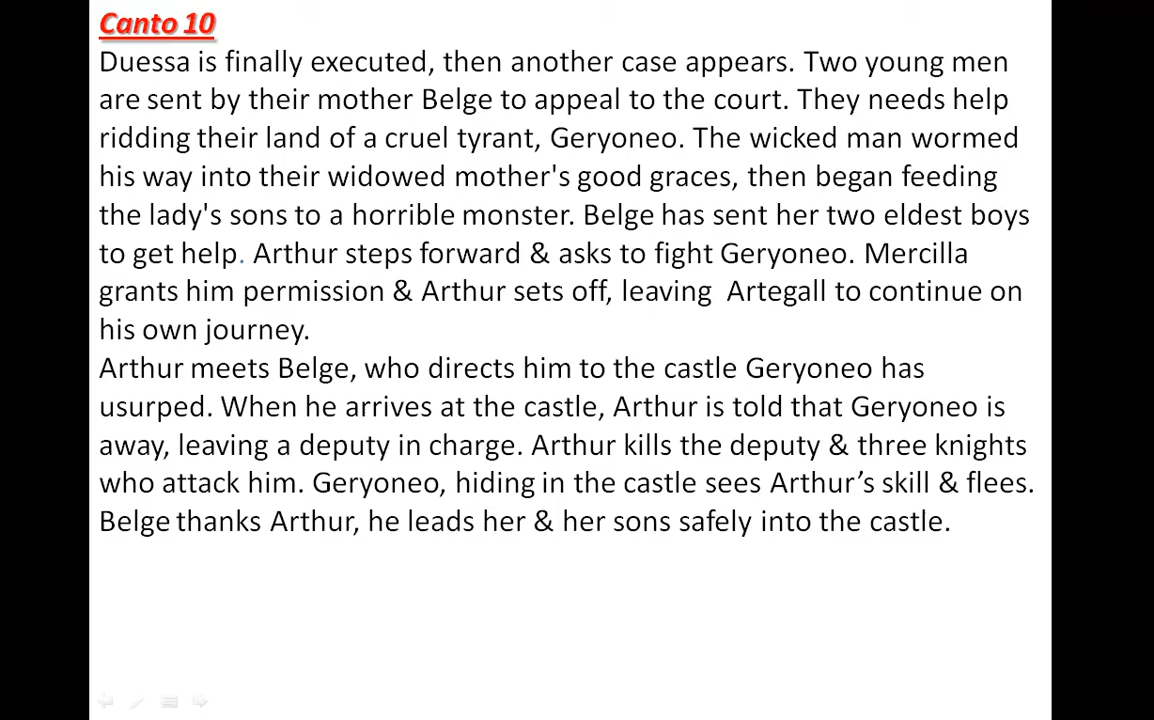 Canto 10
Duessa is finally executed, then another case appears. Two young men
are sent by their mother Belge to appeal to the court. They needs help
ridding their land of a cruel tyrant, Geryoneo. The wicked man wormed
his way into their widowed mother's good graces, then began feeding
the lady's sons to a horrible monster. Belge has sent her two eldest boys
to get help. Arthur steps forward & asks to fight Geryoneo. Mercilla
grants him permission & Arthur sets off, leaving  Artegall to continue on
his own journey.
Arthur meets Belge, who directs him to the castle Geryoneo has
usurped. When he arrives at the castle, Arthur is told that Geryoneo is
away, leaving a deputy in charge. Arthur kills the deputy & three knights
who attack him. Geryoneo, hiding in the castle sees Arthur’s skill & flees.
Belge thanks Arthur, he leads her & her sons safely into the castle.